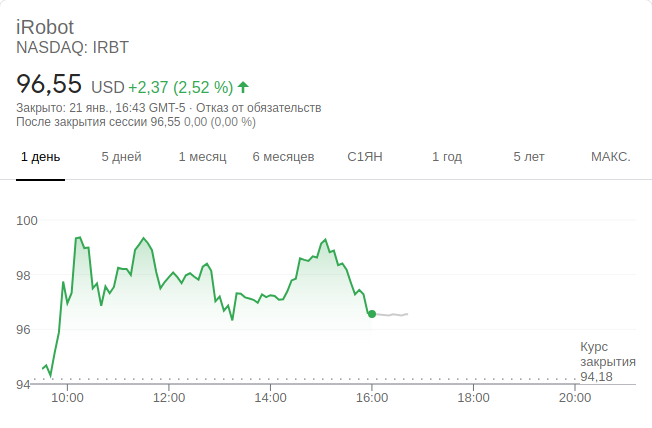 iRobot
NASDAQ: IRBT
96,55 USD +2,37 (2,52 %)
Закрыто: 21 янв., 16:43 GMT-5 · Отказ от обязательств
После закрытия сессии 96,55 0,00 (0,00 %)
1 день 5 дней 1 месяц 6 месяцев С1ЯН 1 год 5 лет МАКС.
100
98
96
Курс
закрытия
94,18
94
10:00 12:00 14:00 16:00 18:00 20:00